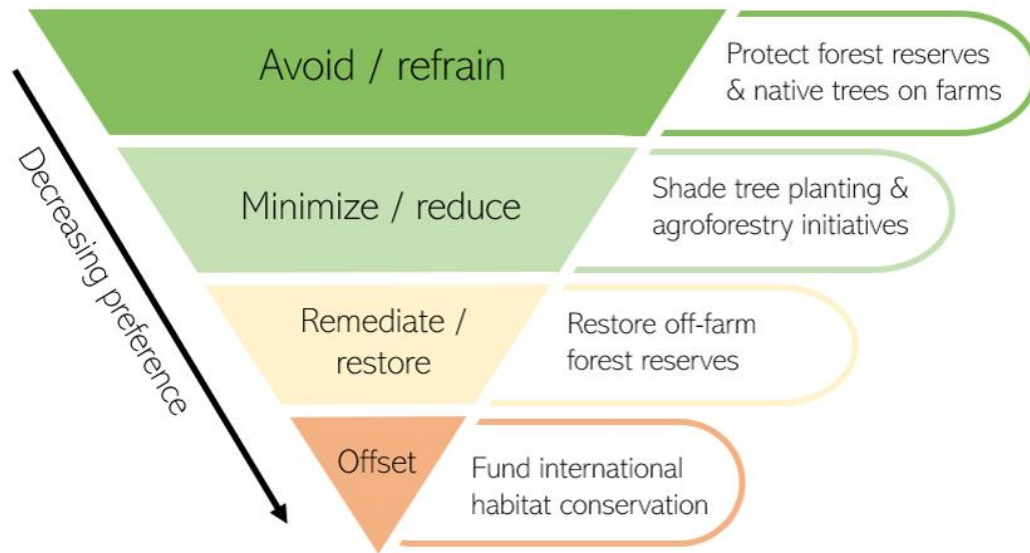 Avoid / refrain
Protect forest reserves
& native trees on farms
Decreasing preference
Minimize / reduce
Shade tree planting &
agroforestry initiatives
Remediate /
restore
Restore off-farm
forest reserves
Offset
Fund international
habitat conservation